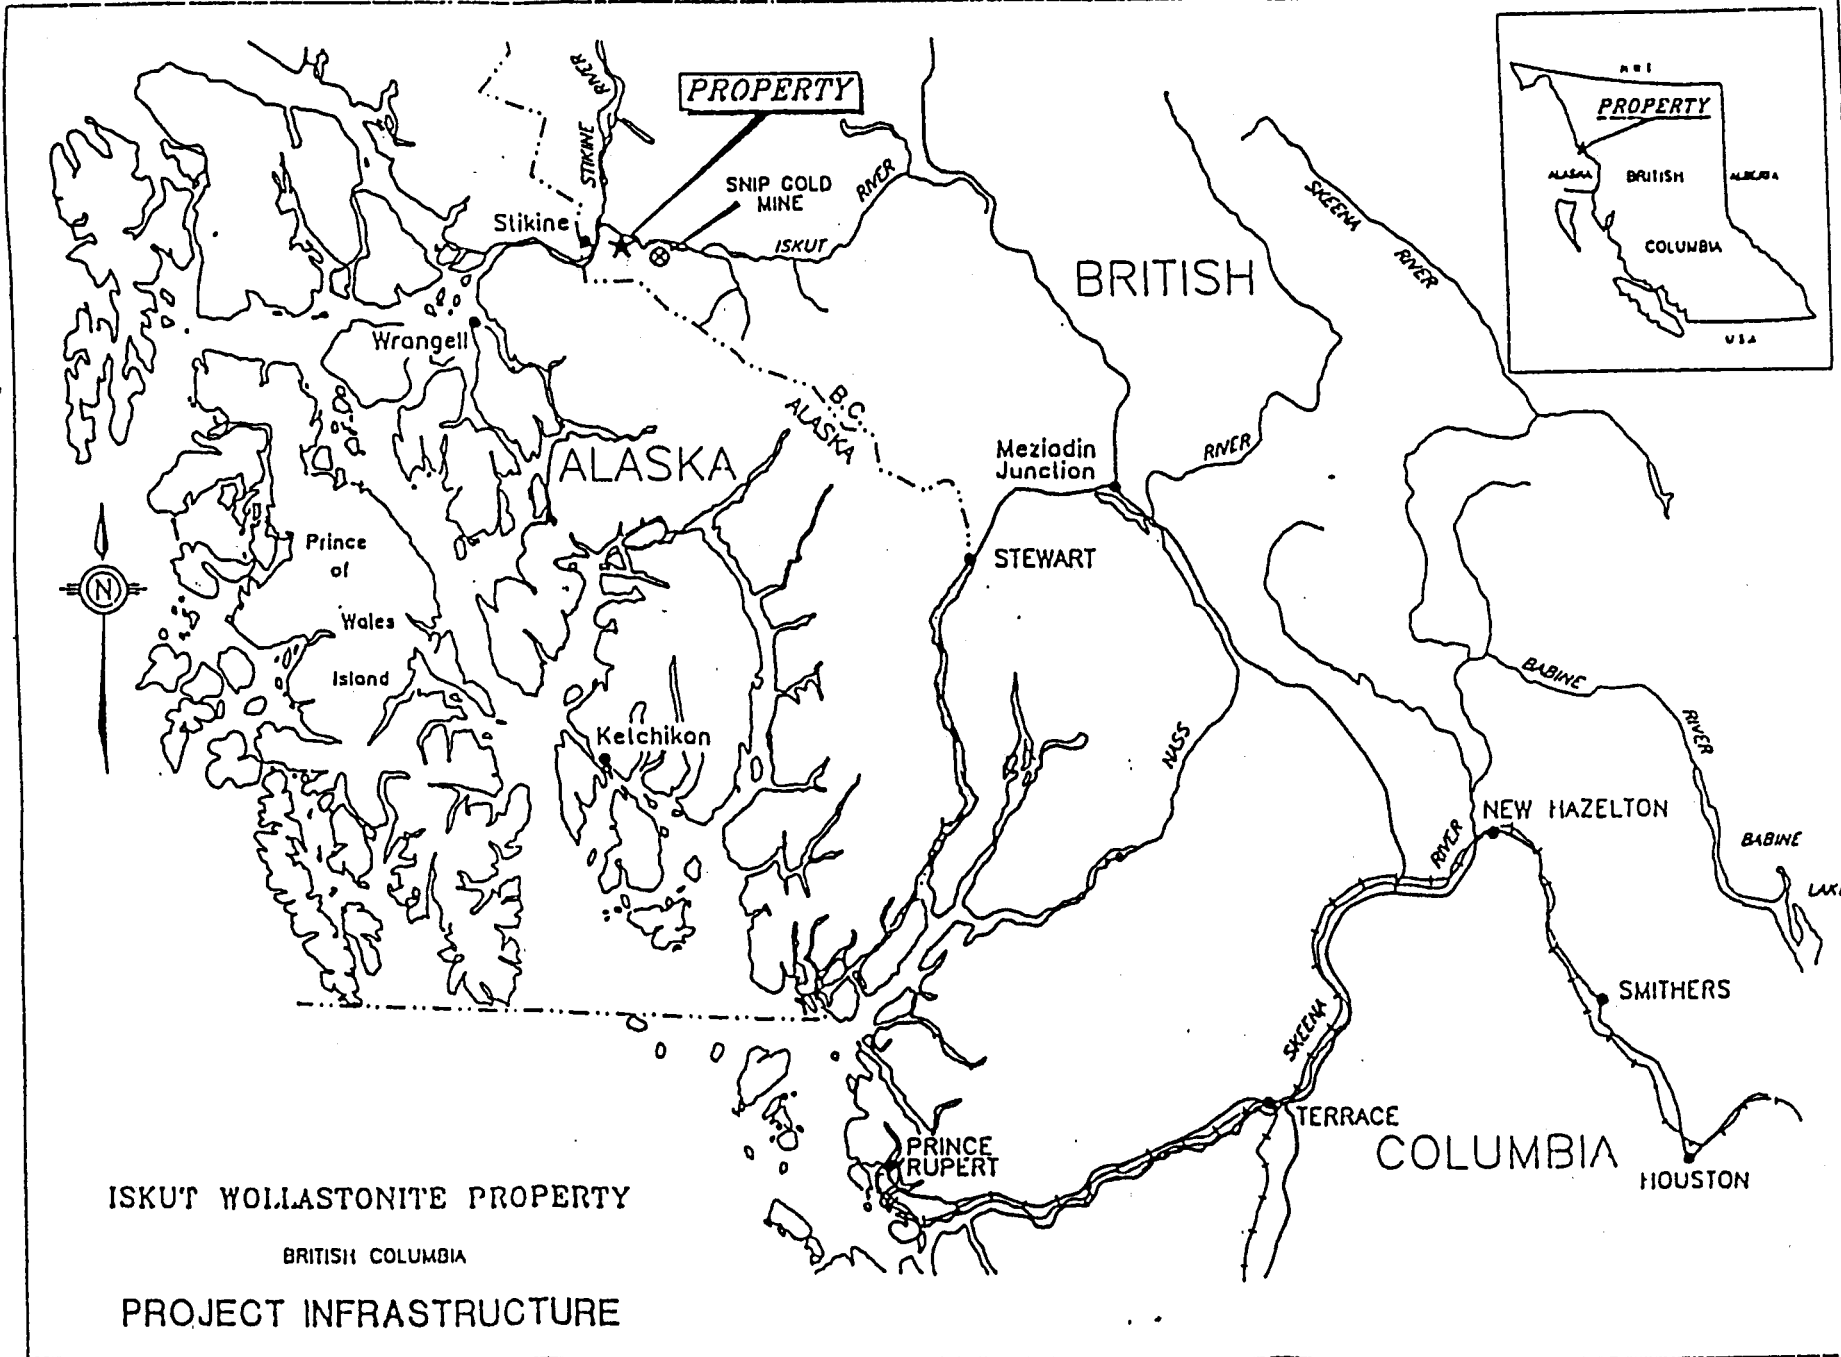 PROPERTY
RIVER
STIKINE
SNIP GOLD
MINE
RIVER
ISKUT
Stikine
SKEENA
RIVER
PROPERTY
ALASKA
BRITISH
ALBERTA
COLUMBIA
USA
BRITISH
Wrangell
B.C.
ALASKA
ALASKA
Meziadin
Junction
RIVER
N
Prince
of
Wales
Island
STEWART
BABINE
RIVER
Ketchikan
NASS
NEW HAZELTON
RIVER
BABINE
SMITHERS
SKEENA
TERRACE
COLUMBIA
PRINCE
RUPERT
HOUSTON
ISKUT WOLLASTONITE PROPERTY
BRITISH COLUMBIA
PROJECT INFRASTRUCTURE